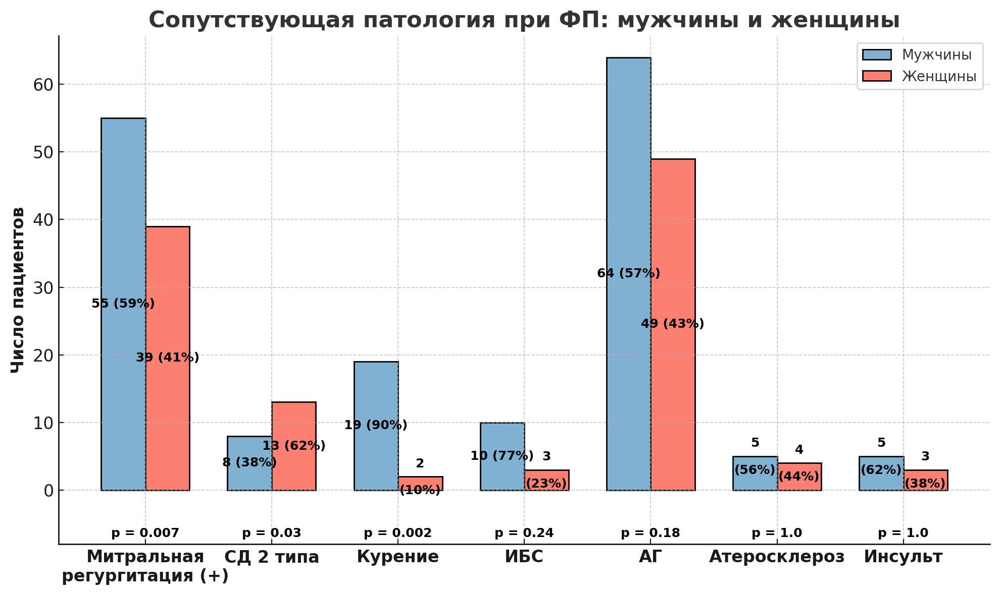 Сопутствующая патология при ФП: мужчины и женщины
Мужчины
Женщины
Число пациентов
60
50
40
30
20
10
0
55 (59%)
39 (41%)
8 (38%)
13 (62%)
19 (90%)
2
(10%)
10 (77%)
3
(23%)
64 (57%)
49 (43%)
5
(56%)
4
(44%)
5
(62%)
3
(38%)
p = 0.007
p = 0.03
p = 0.002
p = 0.24
p = 0.18
p = 1.0
p = 1.0
Митральная
регургитация (+)
СД 2 типа
Курение
ИБС
АГ
Атеросклероз
Инсульт